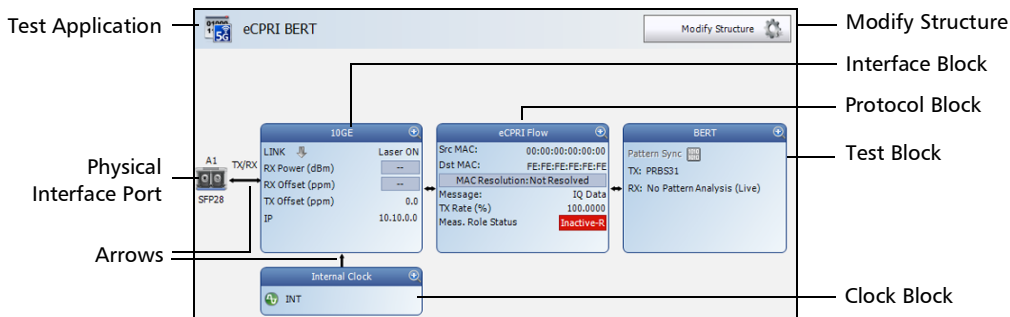 Test Application
eCPRI BERT
Modify Structure
Modify Structure
Interface Block
Protocol Block
Test Block
Physical
Interface Port
A1
TX/RX
SFP28
10GE
LINK
Laser ON
RX Power (dBm)
--
RX Offset (ppm)
--
TX Offset (ppm)
0.0
IP
10.10.0.0
eCPRI Flow
Src MAC:
00:00:00:00:00:00
Dst MAC:
FE:FE:FE:FE:FE:FE
MAC Resolution:Not Resolved
Message:
IQ Data
TX Rate (%)
100.0000
Meas. Role Status
Inactive-R
BERT
Pattern Sync
TX: PRBS31
RX: No Pattern Analysis (Live)
Arrows
Internal Clock
INT
Clock Block